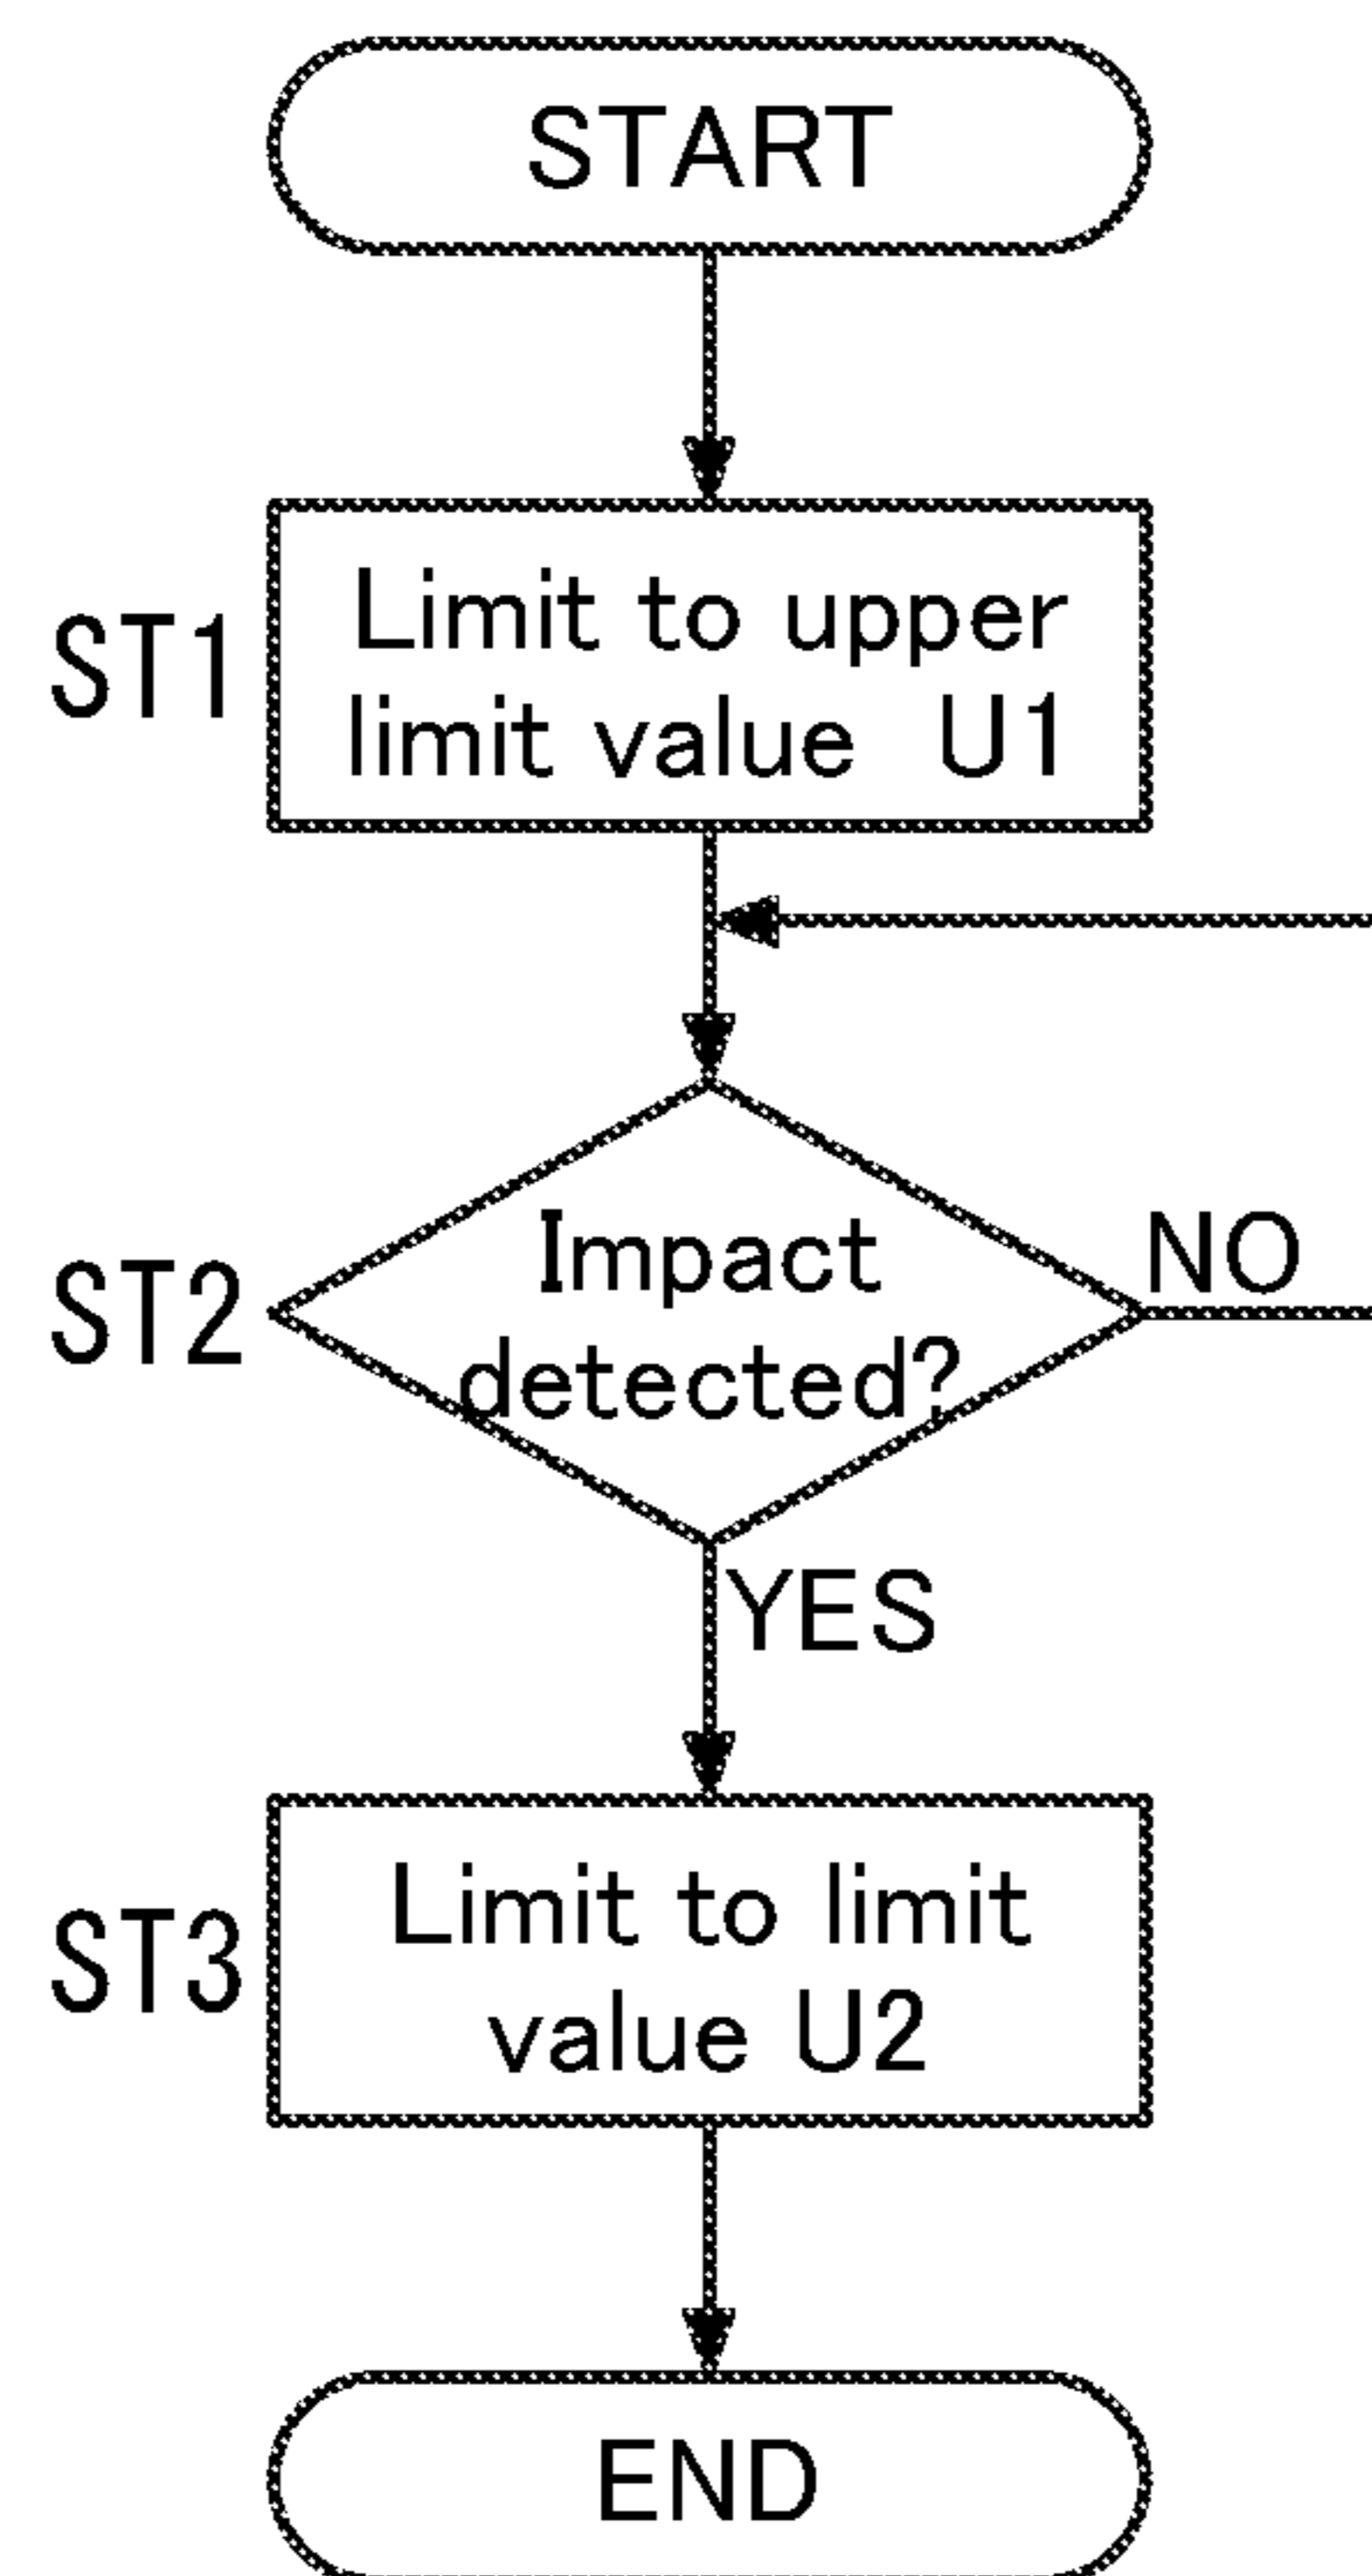 START
ST1
Limit to upper
limit value U1
ST2
Impact
detected?
NO
YES
ST3
Limit to limit
value U2
END